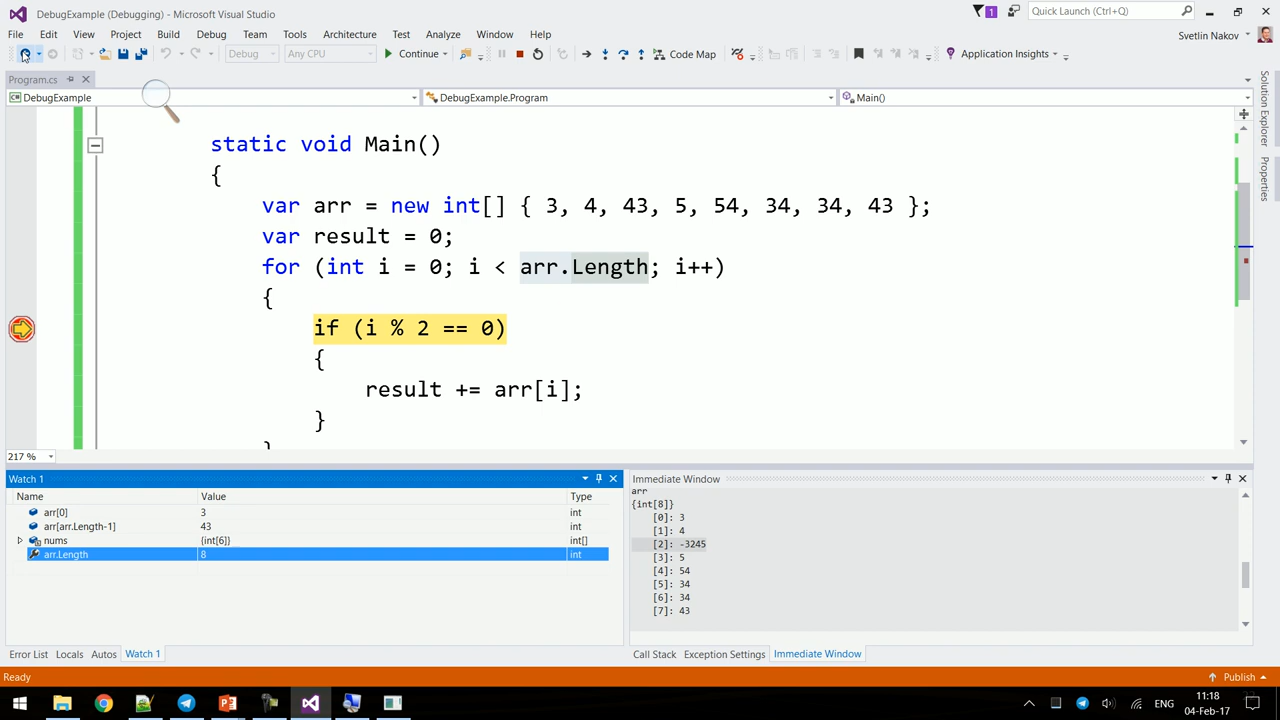 DebugExample (Debugging) - Microsoft Visual Studio
1
Quick Launch (Ctrl+Q)
File Edit View Project Build Debug Team Tools Architecture Test Analyze Window Help
Svetlin Nakov
Debug Any CPU Continue Code Map Application Insights
Program.cs
DebugExample DebugExample.Program Main()
Solution Explorer
Properties
static void Main()
{
var arr = new int[] { 3, 4, 43, 5, 54, 34, 34, 43 };
var result = 0;
for (int i = 0; i < arr.Length; i++)
{
if (i % 2 == 0)
{
result += arr[i];
}
}
217 %
Watch 1
Name Value Type
arr[0] 3 int
arr[arr.Length-1] 43 int
nums {int[6]} int[]
arr.Length 8 int
Immediate Window
arr
{int[8]}
[0]: 3
[1]: 4
[2]: -3245
[3]: 5
[4]: 54
[5]: 34
[6]: 34
[7]: 43
Error List Locals Autos Watch 1
Call Stack Exception Settings Immediate Window
Ready Publish
ENG 11:18
04-Feb-17